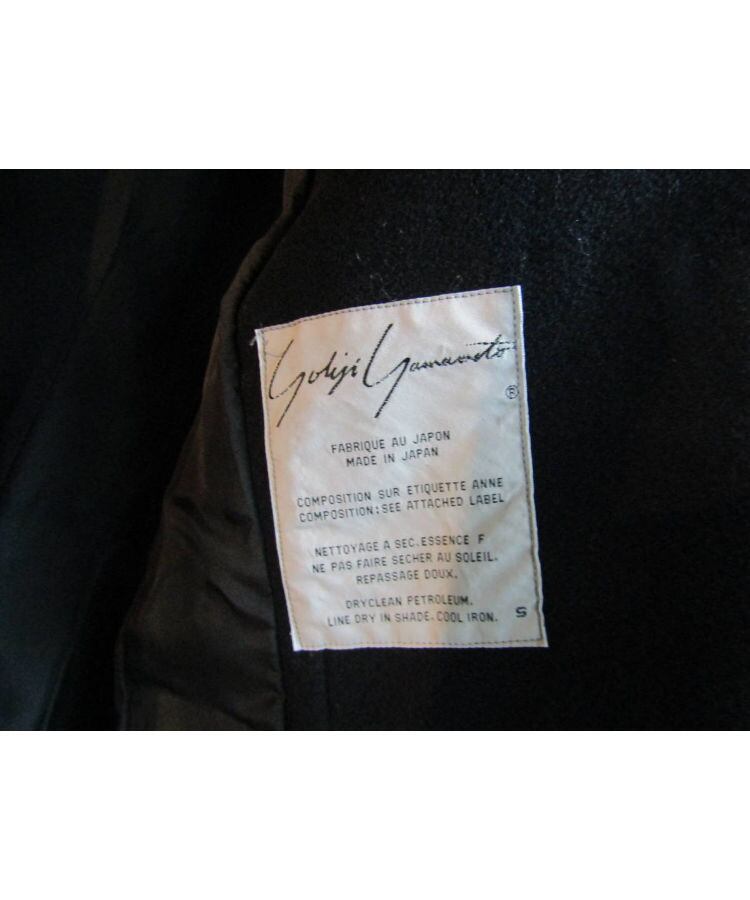 Yohji Yamamoto
®
FABRIQUE AU JAPON
MADE IN JAPAN
COMPOSITION SUR ETIQUETTE ANNE
COMPOSITION: SEE ATTACHED LABEL
NETTOYAGE A SEC. ESSENCE F
NE PAS FAIRE SECHER AU SOLEIL.
REPASSAGE DOUX.
DRYCLEAN PETROLEUM.
LINE DRY IN SHADE. COOL IRON.
S